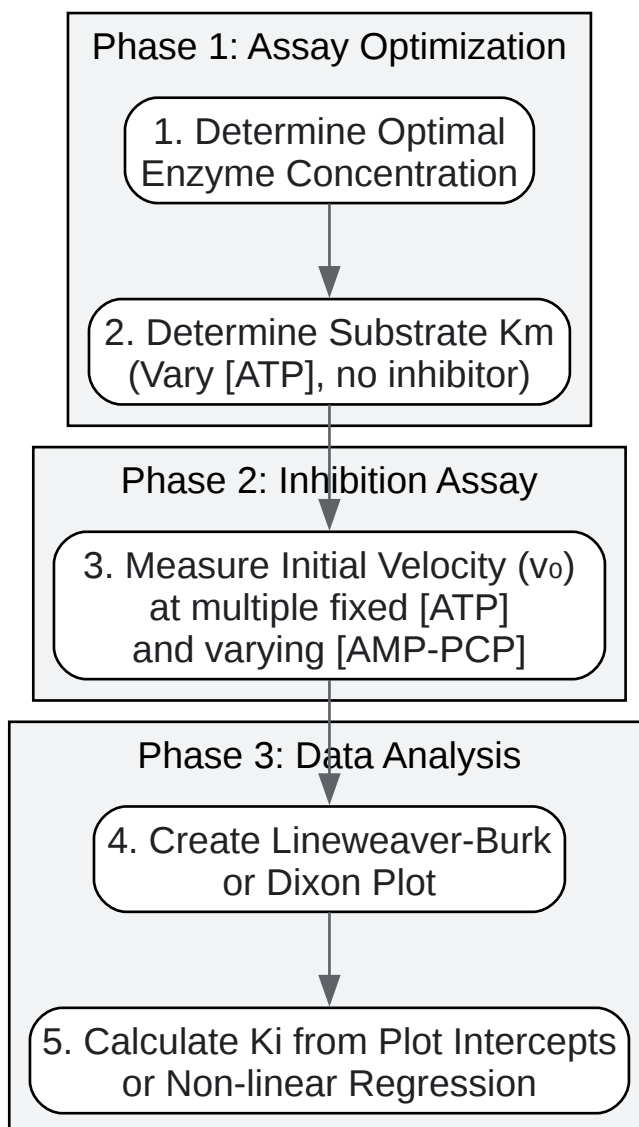 Phase 1: Assay Optimization
1. Determine Optimal
Enzyme Concentration
2. Determine Substrate Km
(Vary [ATP], no inhibitor)
Phase 2: Inhibition Assay
3. Measure Initial Velocity (v₀)
at multiple fixed [ATP]
and varying [AMP-PCP]
Phase 3: Data Analysis
4. Create Lineweaver-Burk
or Dixon Plot
5. Calculate Ki from Plot Intercepts
or Non-linear Regression